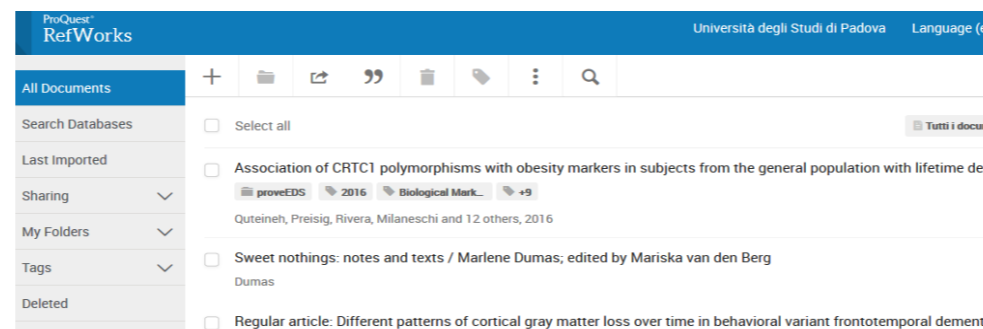 ProQuest
RefWorks
Università degli Studi di Padova Language (e
All Documents
Search Databases
Last Imported
Sharing
My Folders
Tags
Deleted
Select all
Tutti i docu
Association of CRTC1 polymorphisms with obesity markers in subjects from the general population with lifetime de
proveEDS 2016 Biological Mark... +9
Quteineh, Preisig, Rivera, Milaneschi and 12 others, 2016
Sweet nothings: notes and texts / Marlene Dumas; edited by Mariska van den Berg
Dumas
Regular article: Different patterns of cortical gray matter loss over time in behavioral variant frontotemporal dement